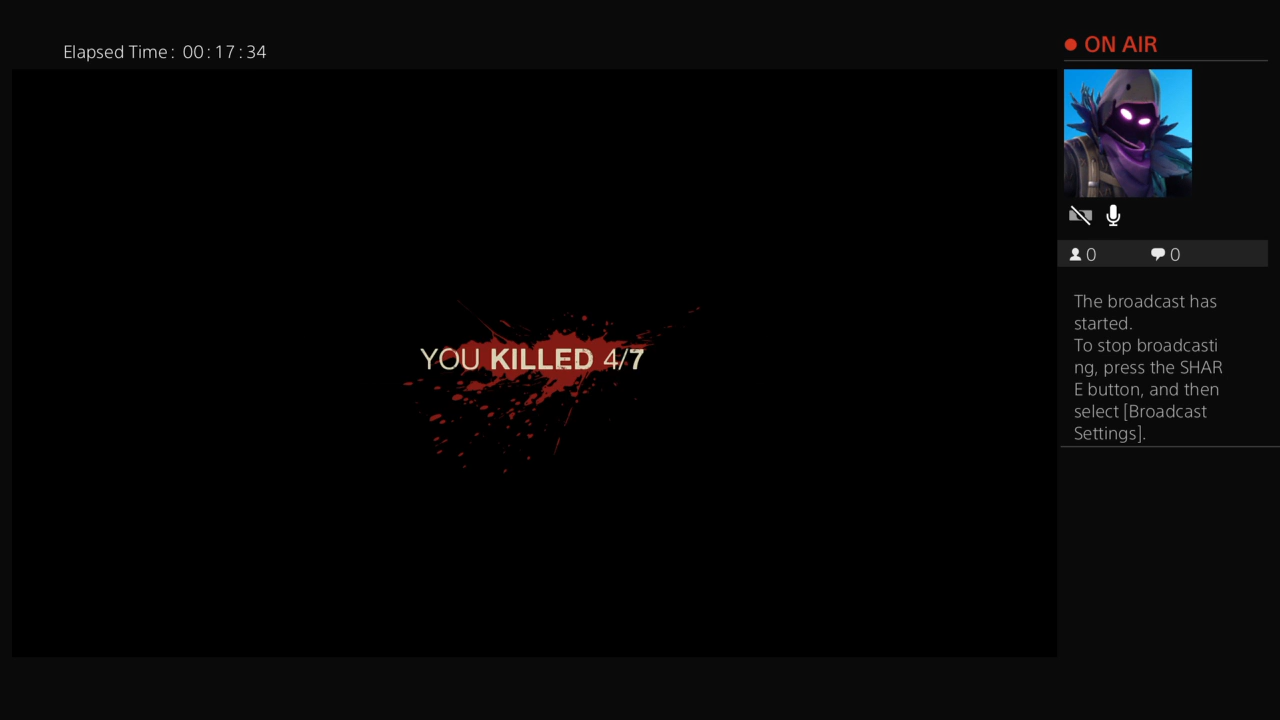 Elapsed Time: 00:17:34
ON AIR
YOU KILLED 4/7
0
0
The broadcast has
started.
To stop broadcasti
ng, press the SHAR
E button, and then
select [Broadcast
Settings].